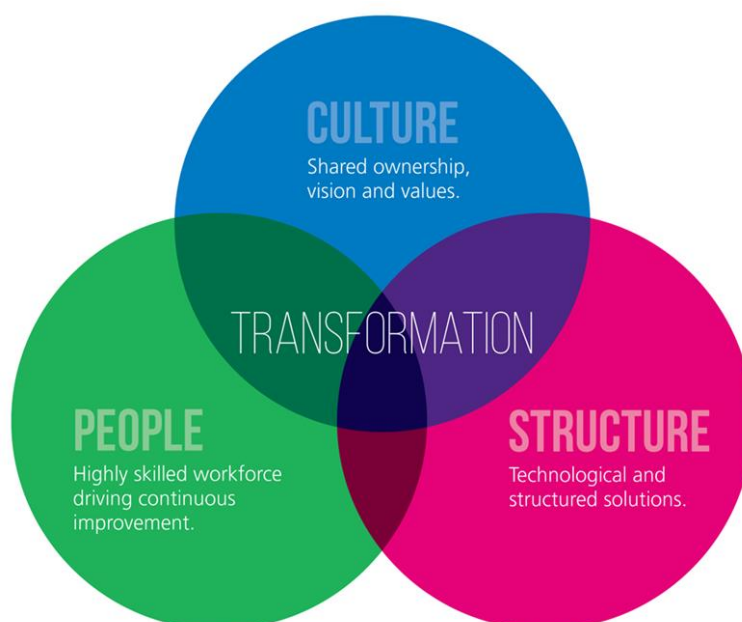 CULTURE
Shared ownership,
vision and values.
TRANSFORMATION
PEOPLE
Highly skilled workforce
driving continuous
improvement.
STRUCTURE
Technological and
structured solutions.